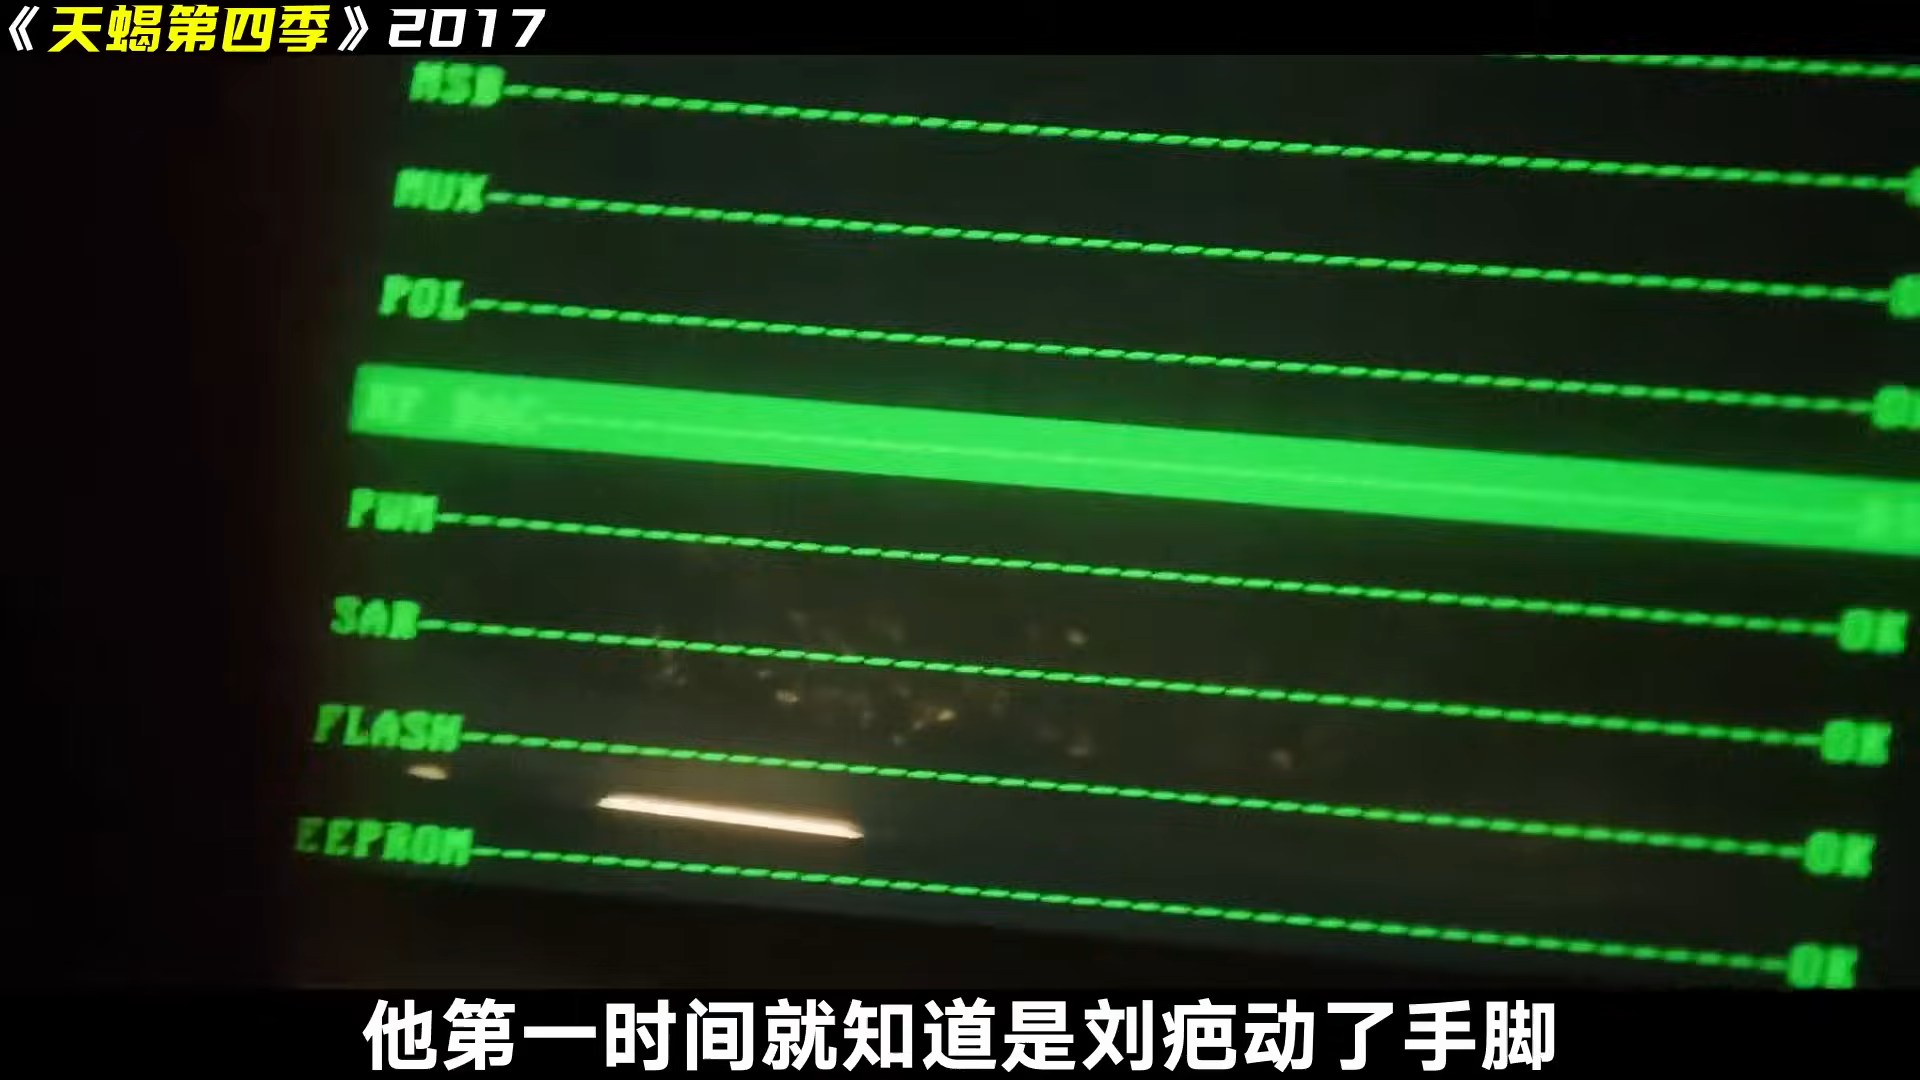 《天蝎第四季》2017
MSB
MUX
POL
PWM OK
SAR OK
FLASH OK
EEPROM OK
他第一时间就知道是刘疤动了手脚